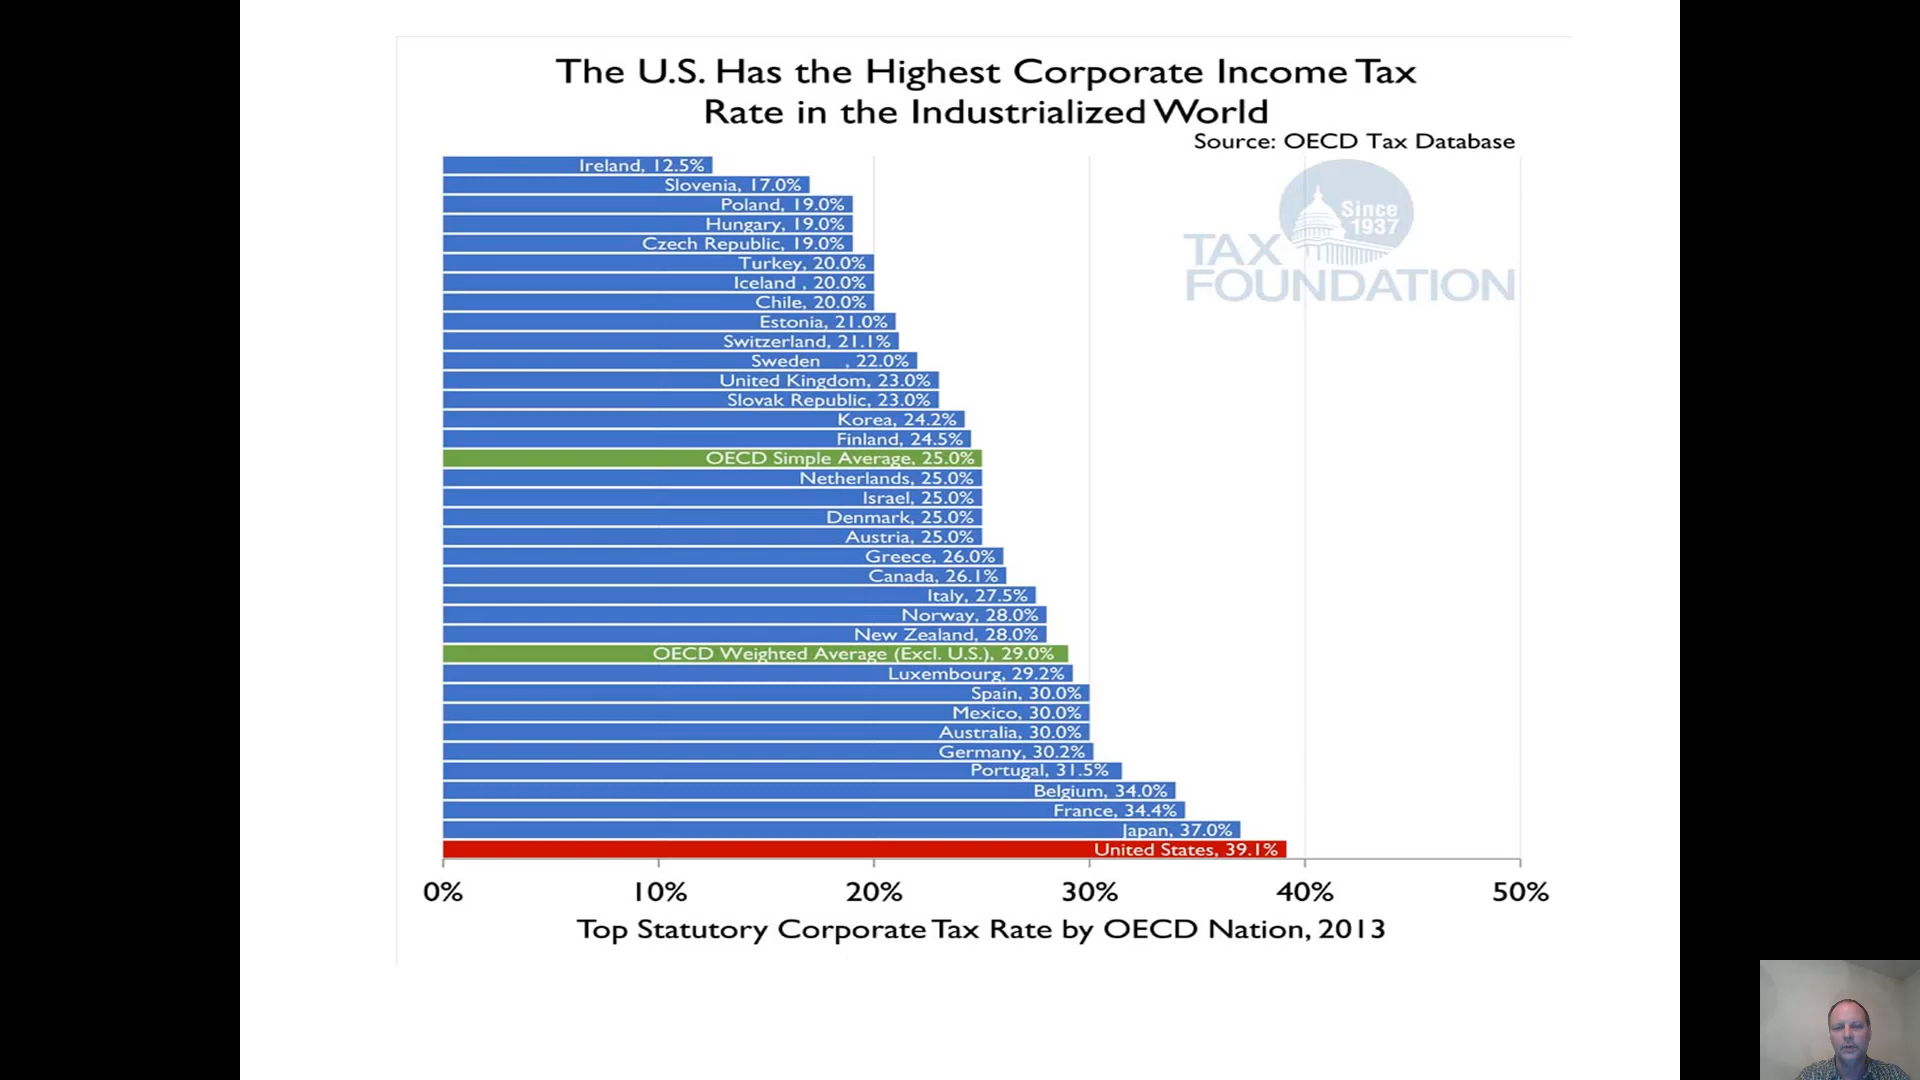 The U.S. Has the Highest Corporate Income Tax
Rate in the Industrialized World
Source: OECD Tax Database
Since
1937
TAX
FOUNDATION
Ireland, 12.5%
Slovenia, 17.0%
Poland, 19.0%
Hungary, 19.0%
Czech Republic, 19.0%
Turkey, 20.0%
Iceland , 20.0%
Chile, 20.0%
Estonia, 21.0%
Switzerland, 21.1%
Sweden , 22.0%
United Kingdom, 23.0%
Slovak Republic, 23.0%
Korea, 24.2%
Finland, 24.5%
OECD Simple Average, 25.0%
Netherlands, 25.0%
Israel, 25.0%
Denmark, 25.0%
Austria, 25.0%
Greece, 26.0%
Canada, 26.1%
Italy, 27.5%
Norway, 28.0%
New Zealand, 28.0%
OECD Weighted Average (Excl. U.S.), 29.0%
Luxembourg, 29.2%
Spain, 30.0%
Mexico, 30.0%
Australia, 30.0%
Germany, 30.2%
Portugal, 31.5%
Belgium, 34.0%
France, 34.4%
Japan, 37.0%
United States, 39.1%
0% 10% 20% 30% 40% 50%
Top Statutory Corporate Tax Rate by OECD Nation, 2013